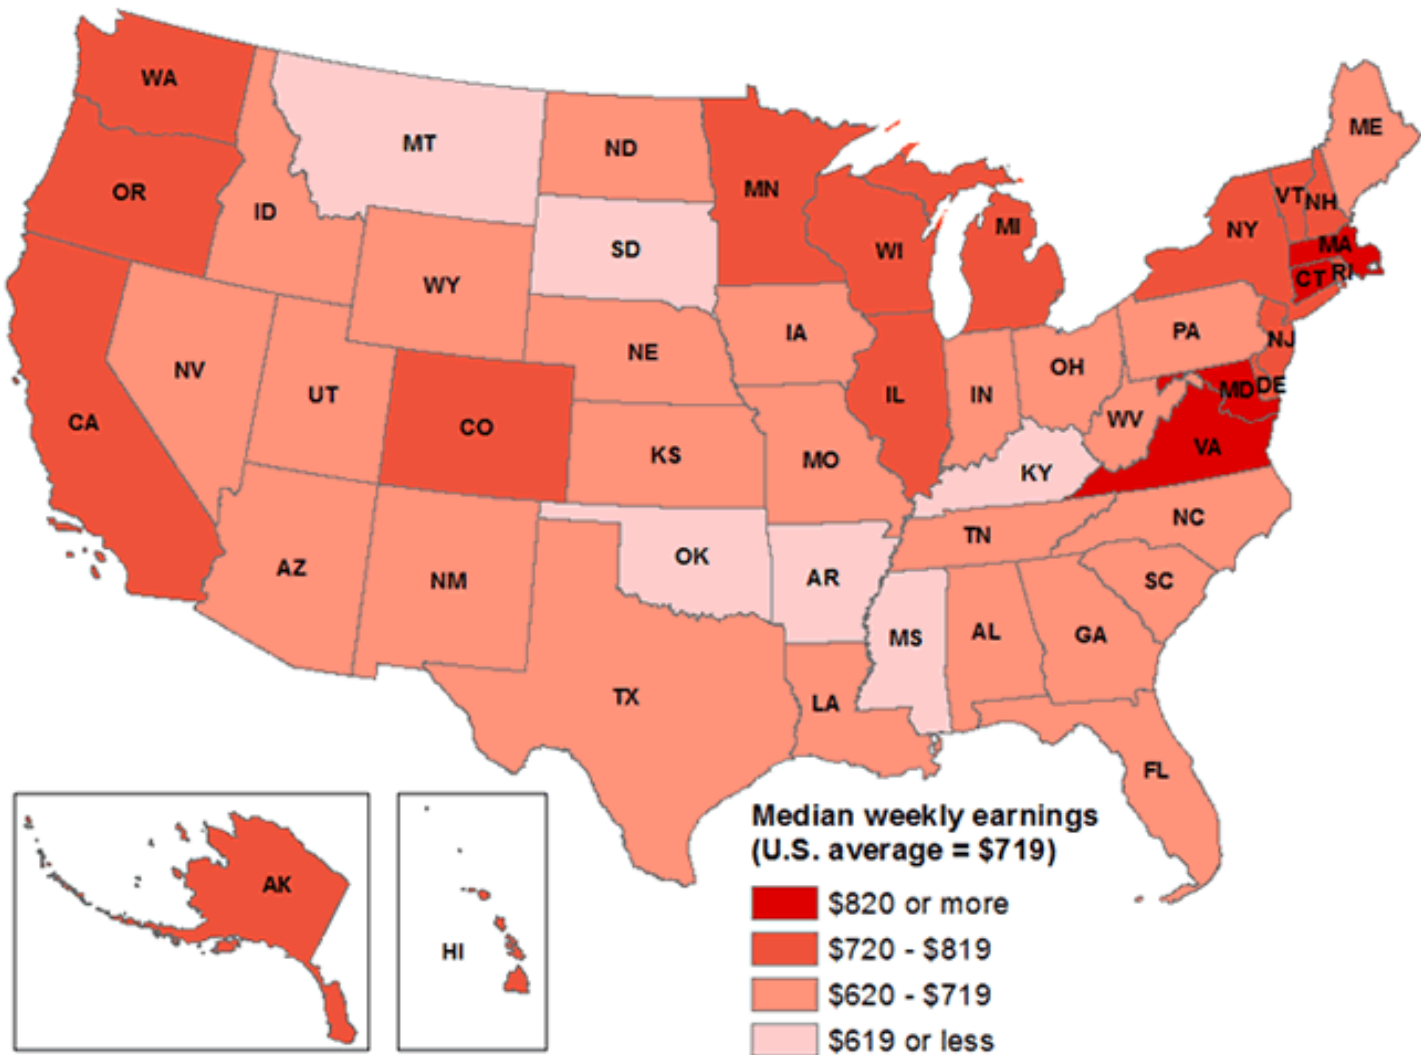 WA
MT
ND
ME
OR
ID
MN
VT
NH
SD
WI
MI
NY
MA
WY
CT
RI
IA
PA
NJ
NV
NE
OH
UT
IN
MD
DE
CA
CO
IL
WV
KS
MO
VA
KY
NC
TN
OK
AZ
NM
AR
SC
MS
AL
GA
TX
LA
FL
AK
HI
Median weekly earnings
(U.S. average = $719)
$820 or more
$720 - $819
$620 - $719
$619 or less